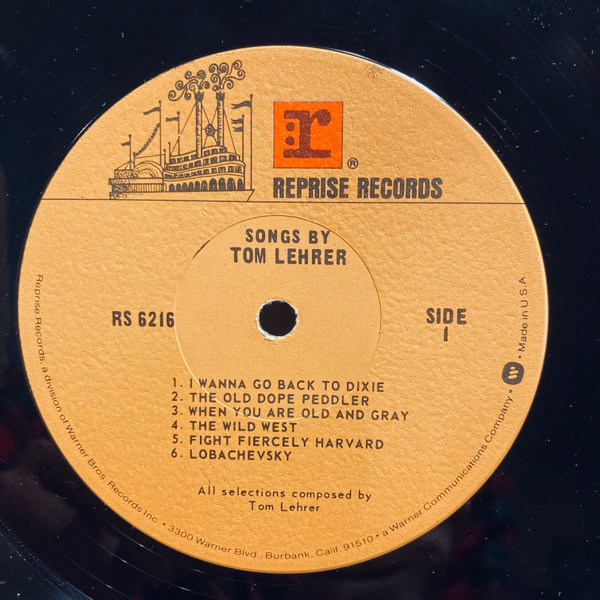 r
®
REPRISE RECORDS
SONGS BY
TOM LEHRER
RS 6216
SIDE
1
1. I WANNA GO BACK TO DIXIE
2. THE OLD DOPE PEDDLER
3. WHEN YOU ARE OLD AND GRAY
4. THE WILD WEST
5. FIGHT FIERCELY HARVARD
6. LOBACHEVSKY
All selections composed by
Tom Lehrer
Reprise Records, a division of Warner Bros. Records Inc. • 3300 Warner Blvd., Burbank, Calif. 91510 • a Warner Communications Company • Made in U.S.A.